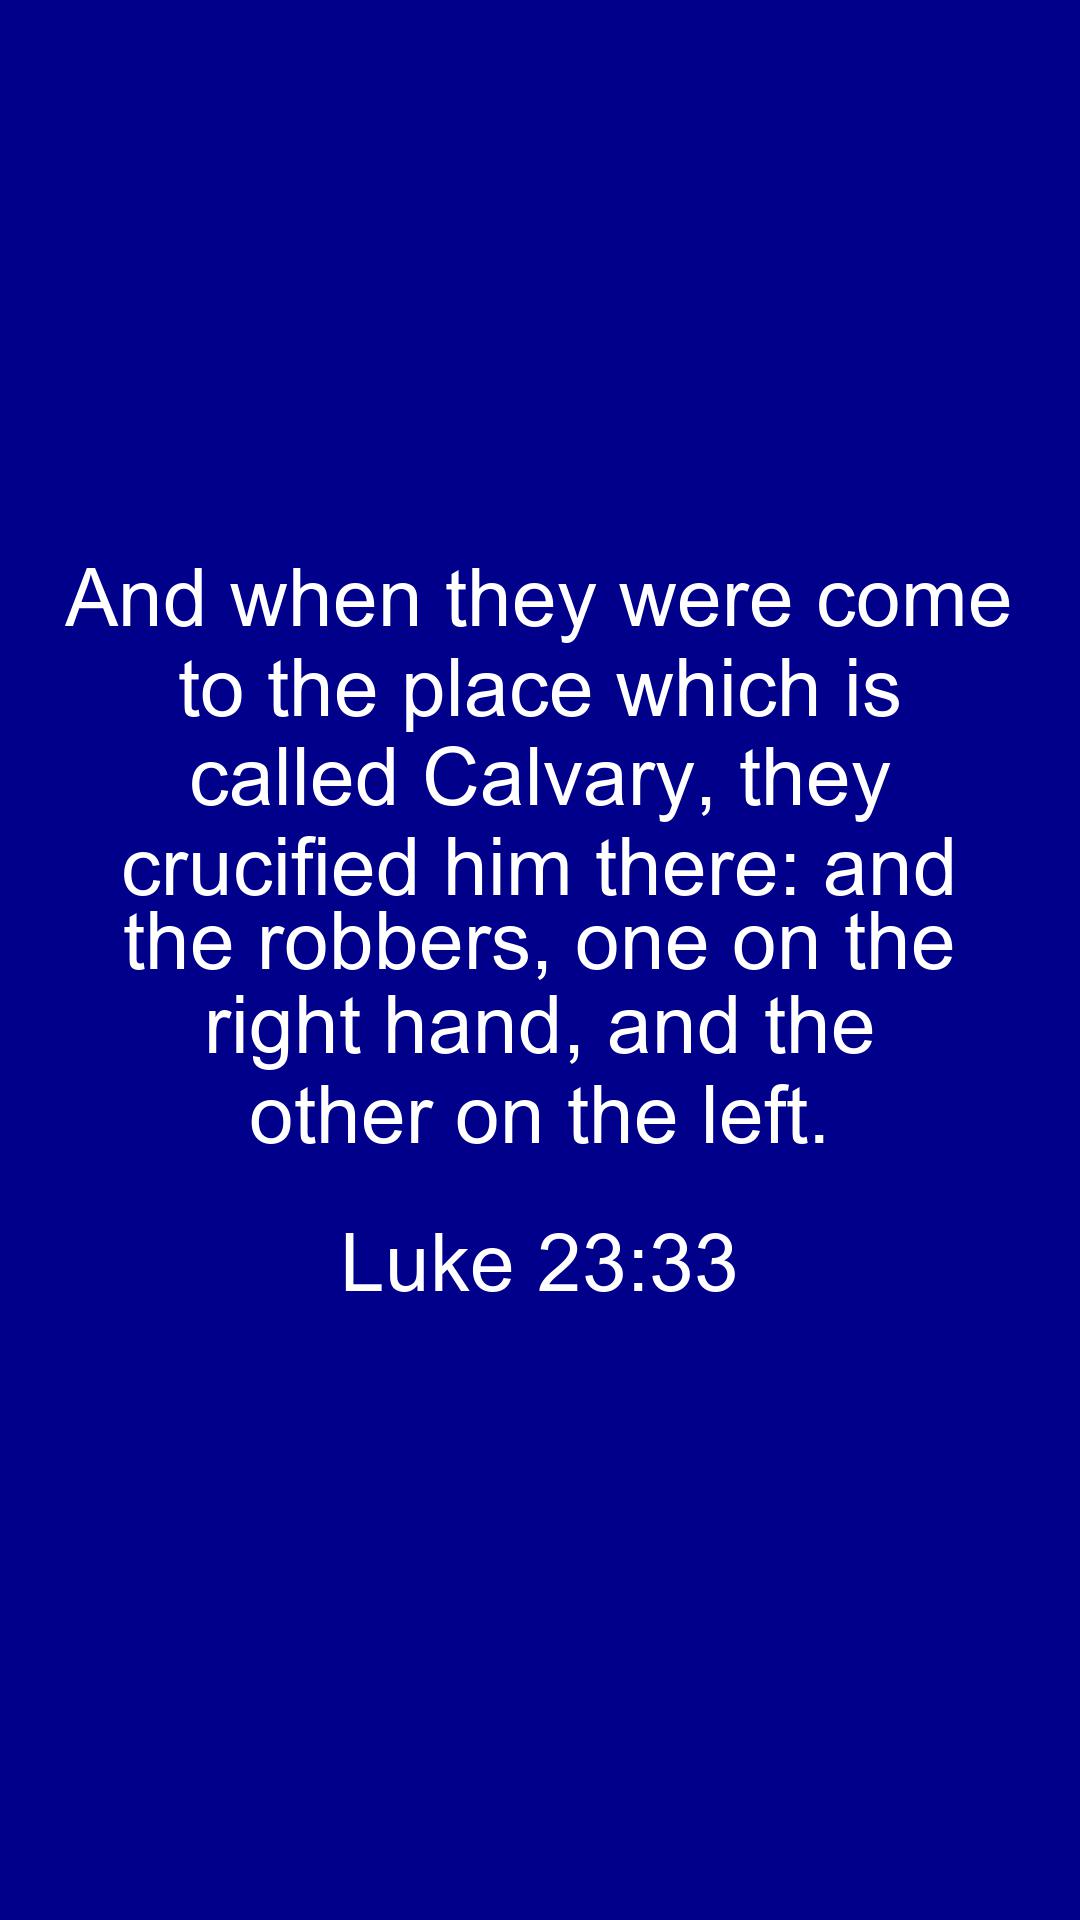 And when they were come
to the place which is
called Calvary, they
crucified him there: and
the robbers, one on the
right hand, and the
other on the left.
Luke 23:33